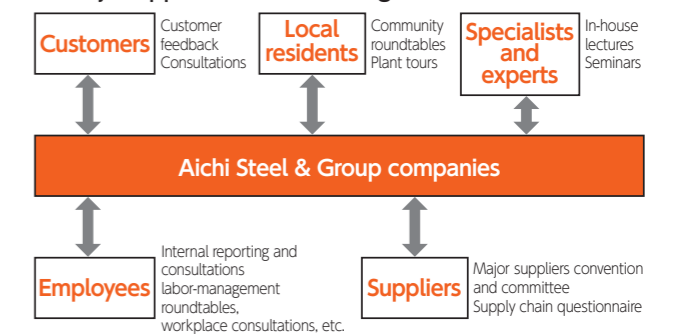 Customers
Customer
feedback
Consultations
Local
residents
Community
roundtables
Plant tours
Specialists
and
experts
In-house
lectures
Seminars
Aichi Steel & Group companies
Employees
Internal reporting and
consultations
labor-management
roundtables,
workplace consultations, etc.
Suppliers
Major suppliers convention
and committee
Supply chain questionnaire